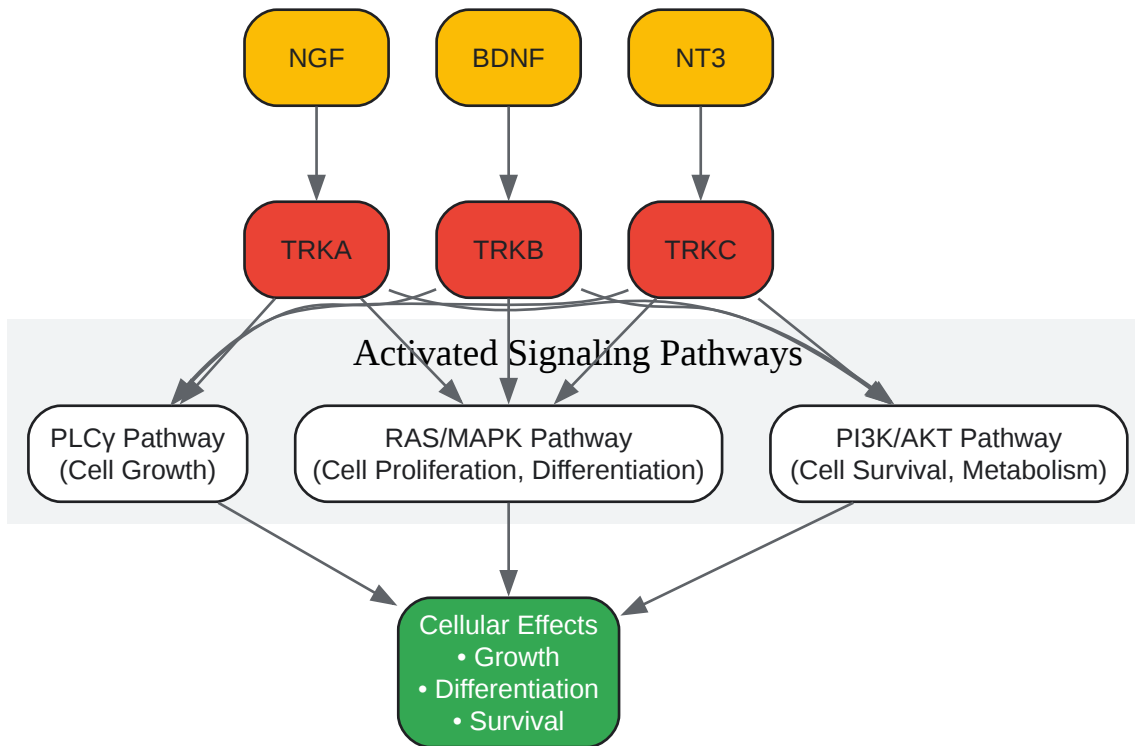 NGF
BDNF
NT3
TRKA
TRKB
TRKC
Activated Signaling Pathways
PLCγ Pathway
(Cell Growth)
RAS/MAPK Pathway
(Cell Proliferation, Differentiation)
PI3K/AKT Pathway
(Cell Survival, Metabolism)
Cellular Effects
• Growth
• Differentiation
• Survival